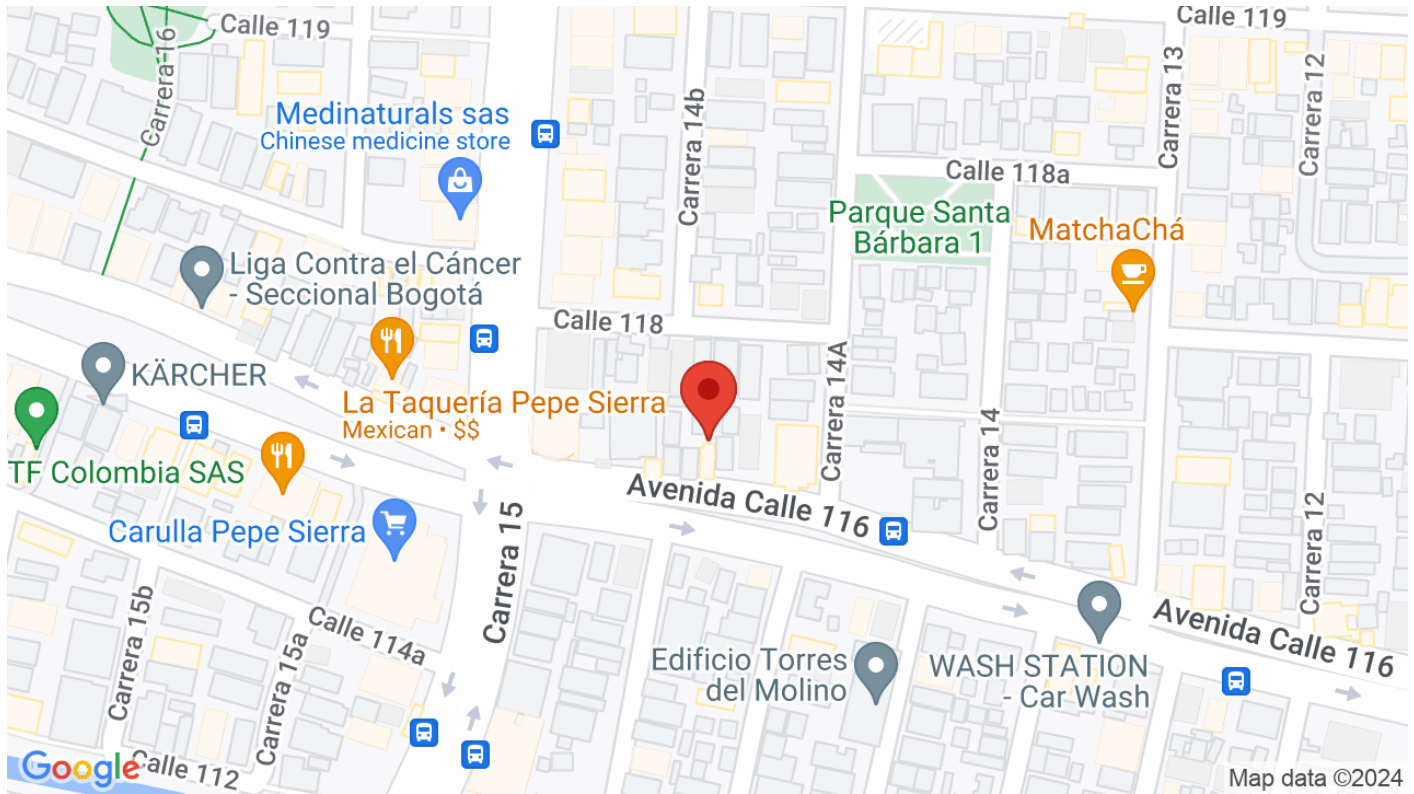 Calle 119
Calle 119
Carrera 16
Carrera 13
Carrera 12
Medinaturals sas
Chinese medicine store
Carrera 14b
Calle 118a
Parque Santa
Bárbara 1
MatchaChá
Liga Contra el Cáncer
- Seccional Bogotá
Calle 118
KÄRCHER
La Taquería Pepe Sierra
Mexican • $$
Carrera 14A
Carrera 14
TF Colombia SAS
Avenida Calle 116
Carrera 12
Carulla Pepe Sierra
Carrera 15
Carrera 15b
Calle 114a
Carrera 15a
Edificio Torres
del Molino
WASH STATION
- Car Wash
Avenida Calle 116
Google
Calle 112
Map data ©2024